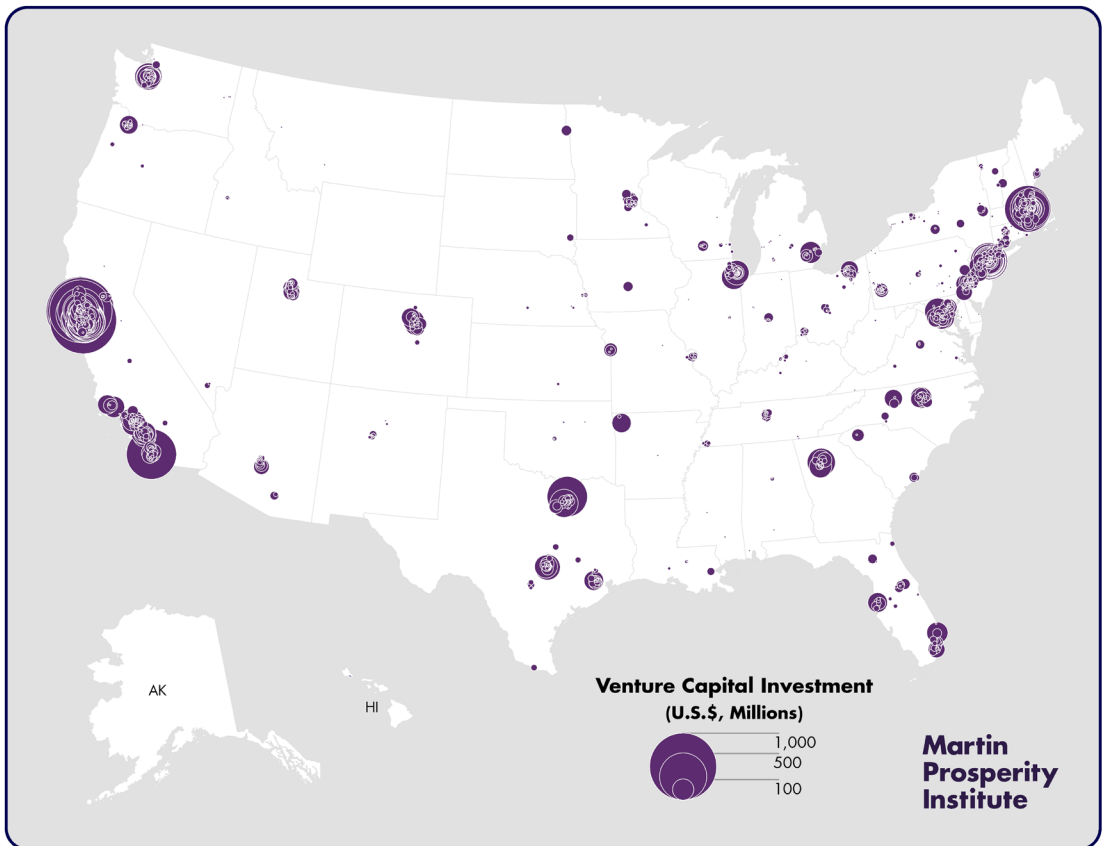 AK
HI
Venture Capital Investment
(U.S.$, Millions)
1,000
500
100
Martin
Prosperity
Institute